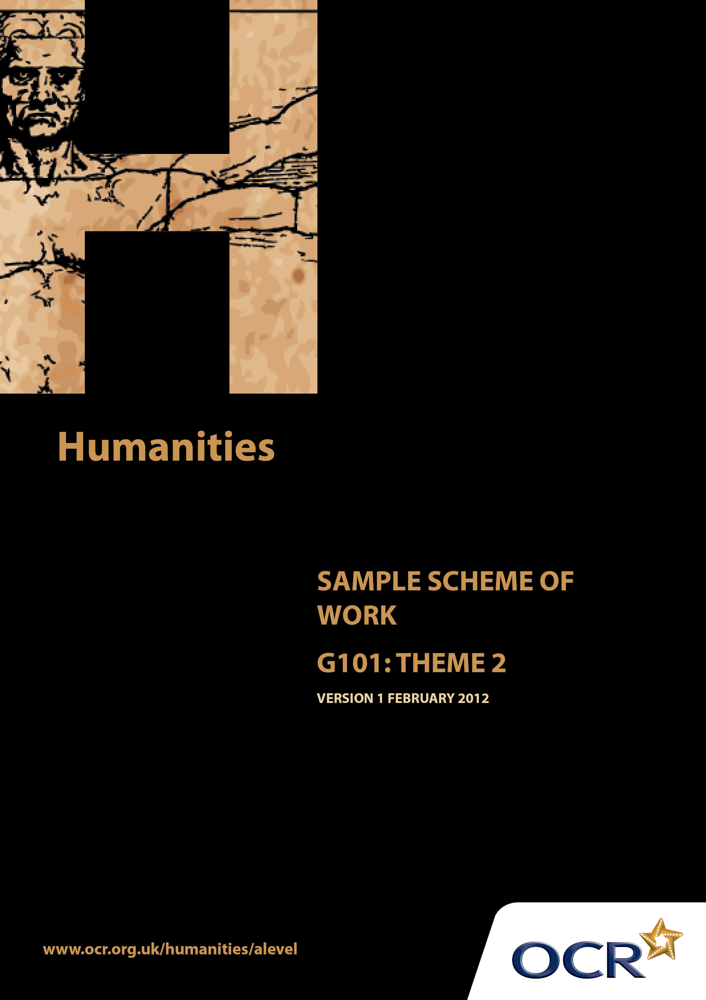 Humanities
SAMPLE SCHEME OF
WORK
G101: THEME 2
VERSION 1 FEBRUARY 2012
www.ocr.org.uk/humanities/alevel
OCR